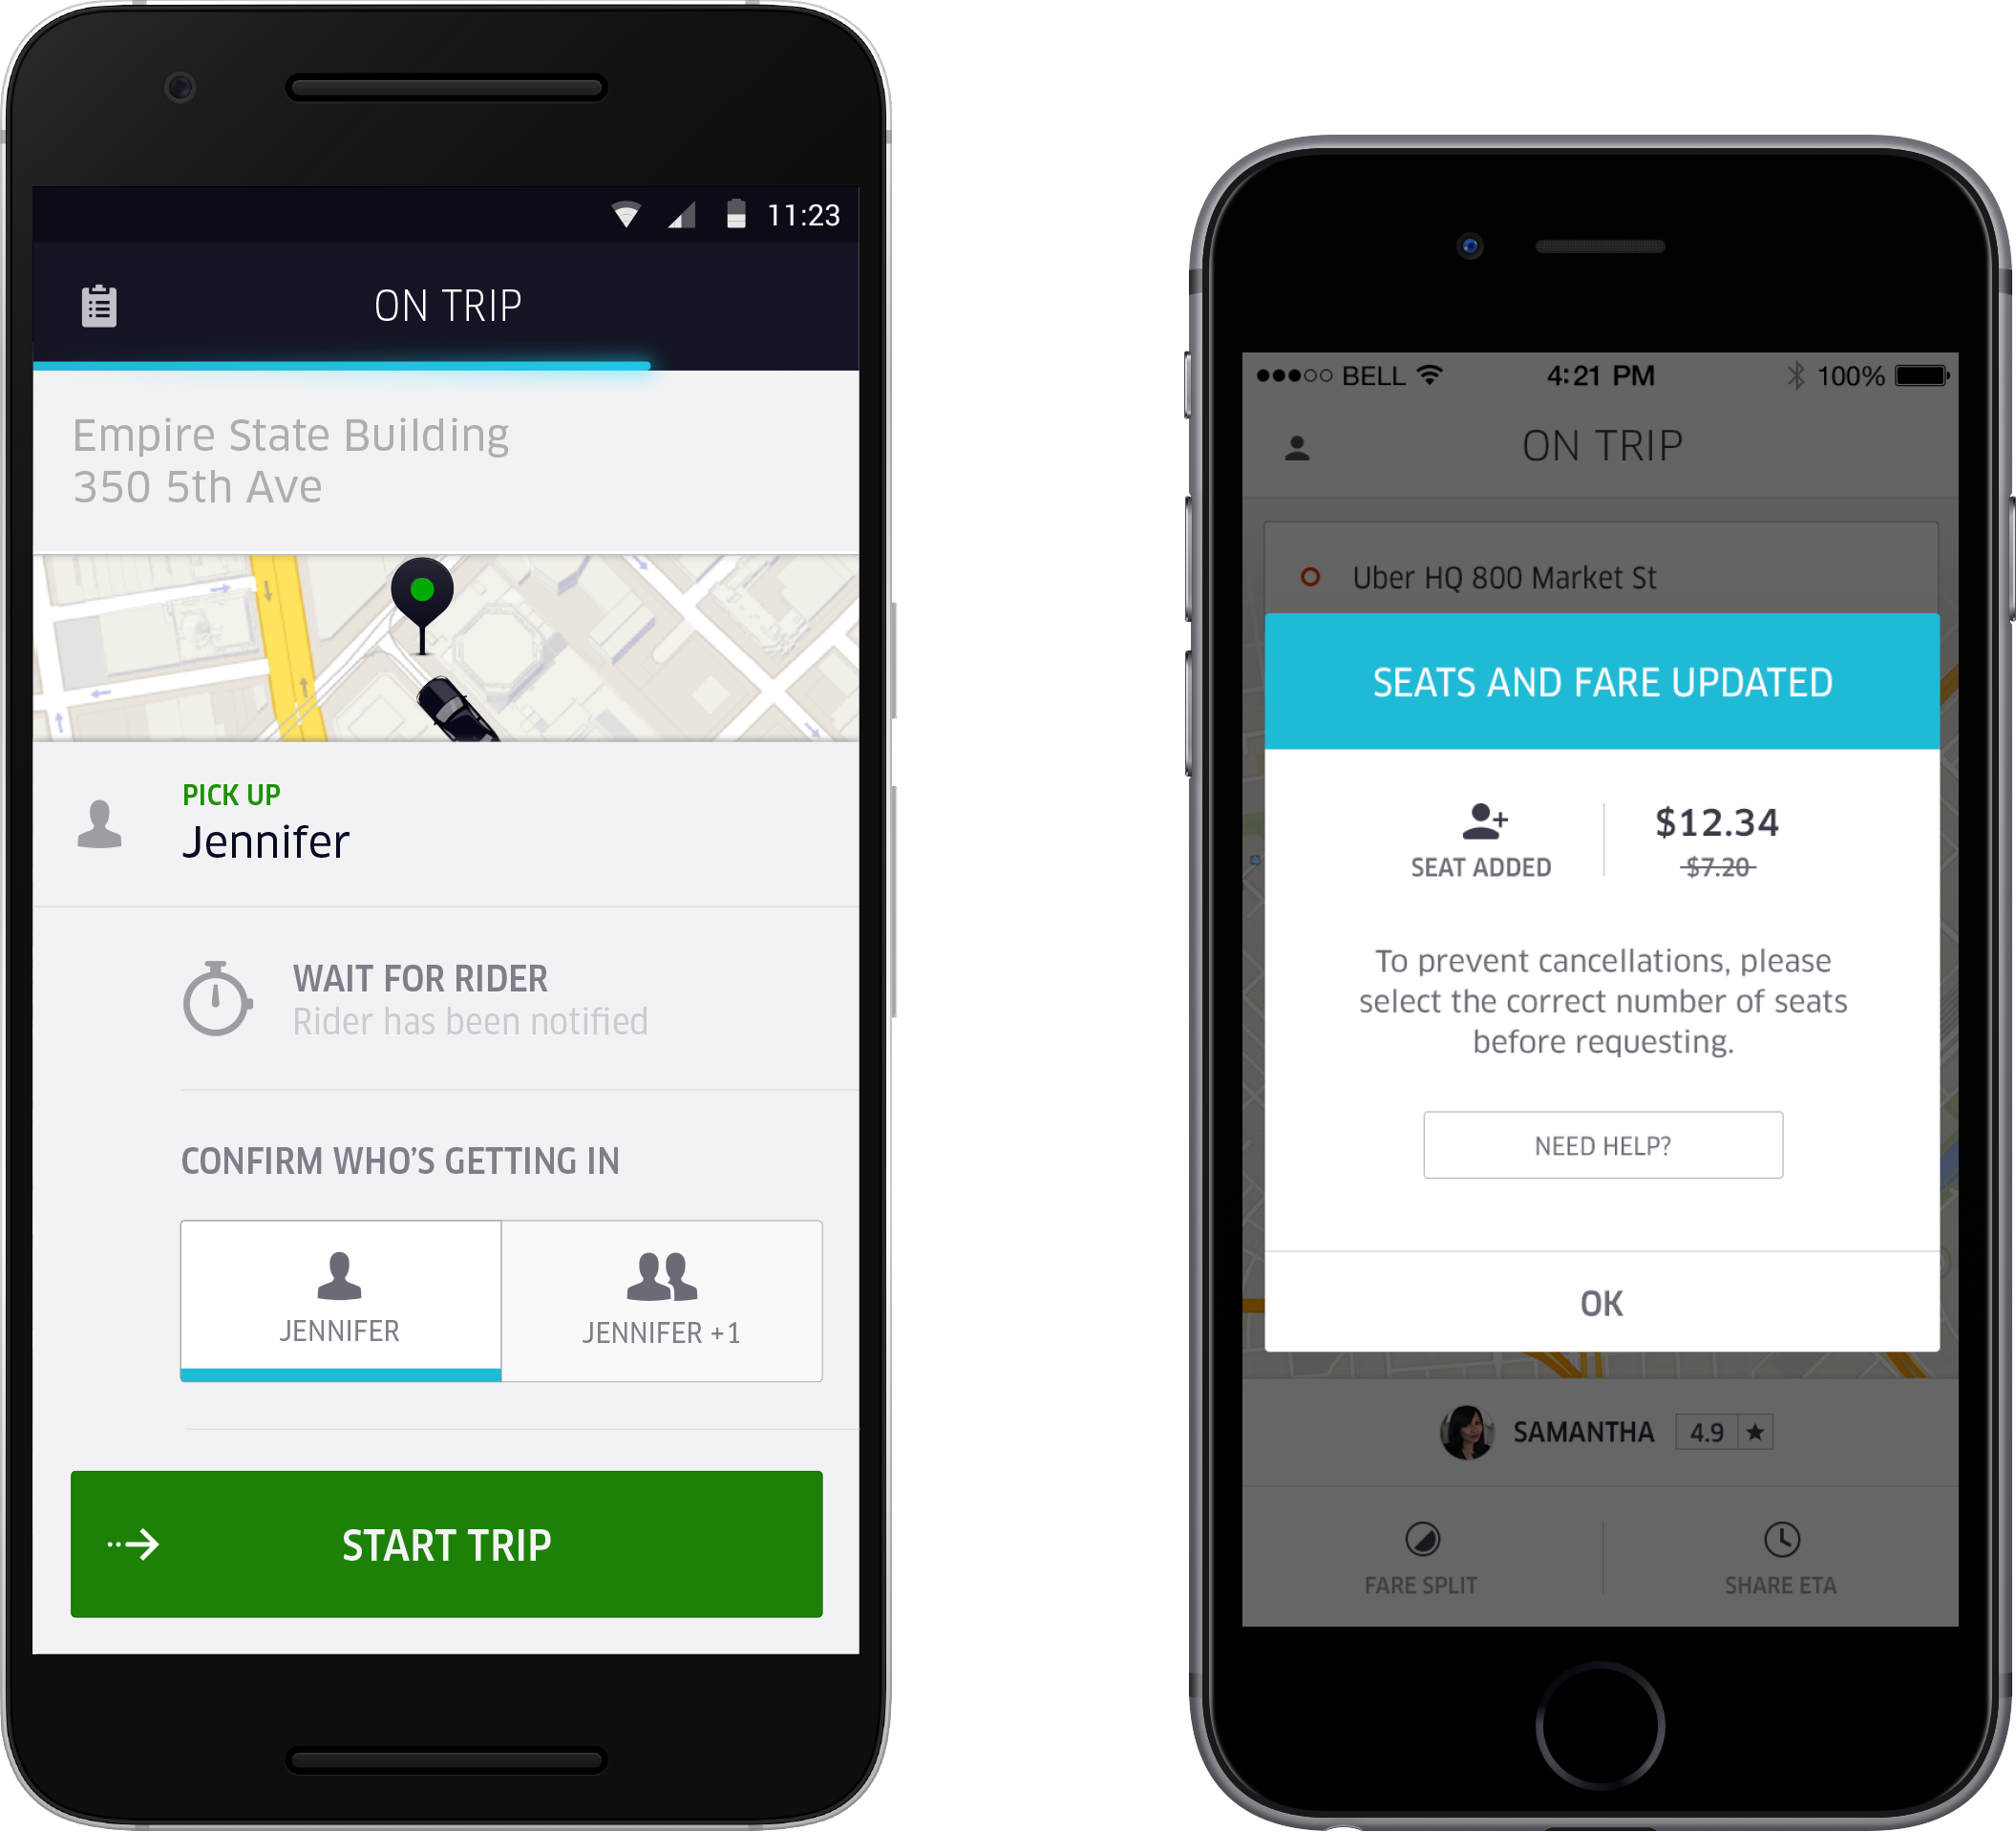 11:23
ON TRIP
Empire State Building
350 5th Ave
PICK UP
Jennifer
WAIT FOR RIDER
Rider has been notified
CONFIRM WHO'S GETTING IN
JENNIFER
JENNIFER +1
START TRIP
BELL 4:21 PM 100%
ON TRIP
Uber HQ 800 Market St
SEATS AND FARE UPDATED
$12.34
SEAT ADDED
$7.20
To prevent cancellations, please
select the correct number of seats
before requesting.
NEED HELP?
OK
SAMANTHA 4.9
FARE SPLIT
SHARE ETA